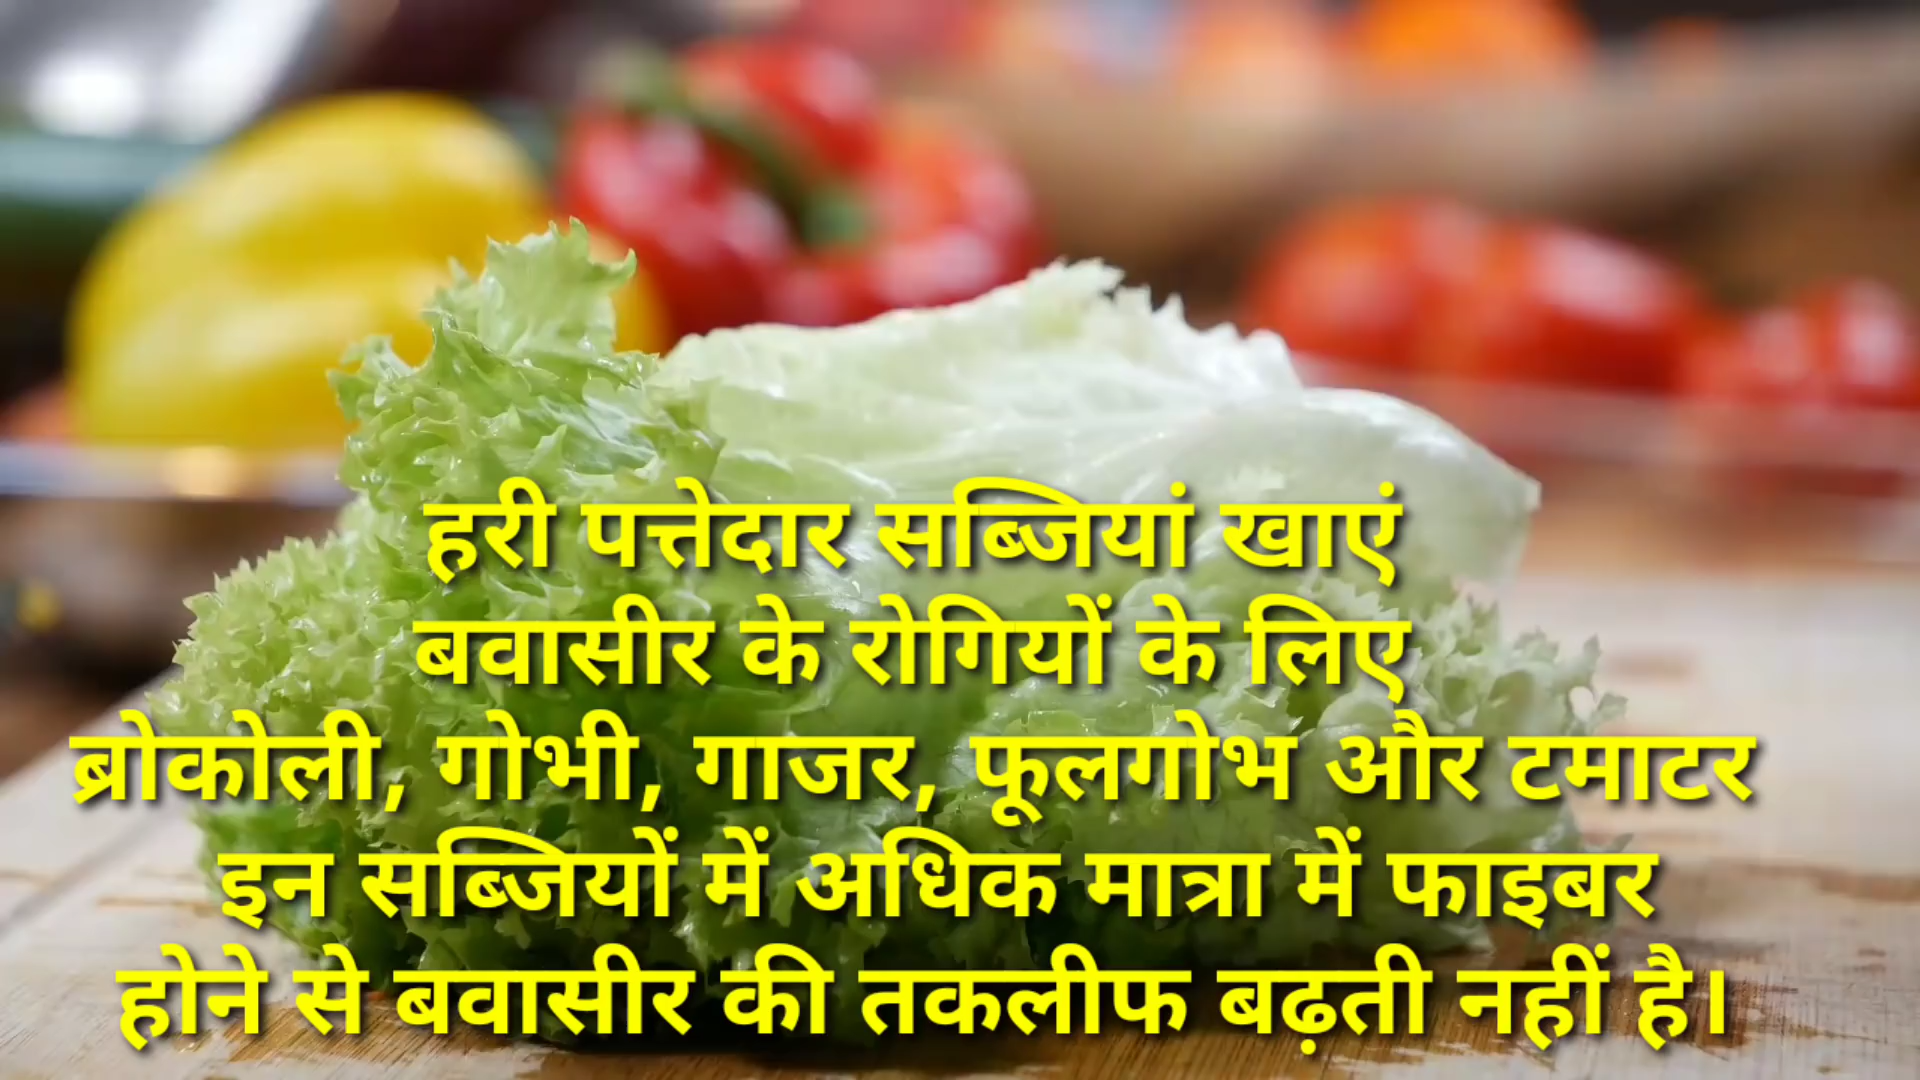 हरी पत्तेदार सब्जियां खाएं
बवासीर के रोगियों के लिए
ब्रोकोली, गोभी, गाजर, फूलगोभ और टमाटर
इन सब्जियों में अधिक मात्रा में फाइबर
होने से बवासीर की तकलीफ बढ़ती नहीं है।